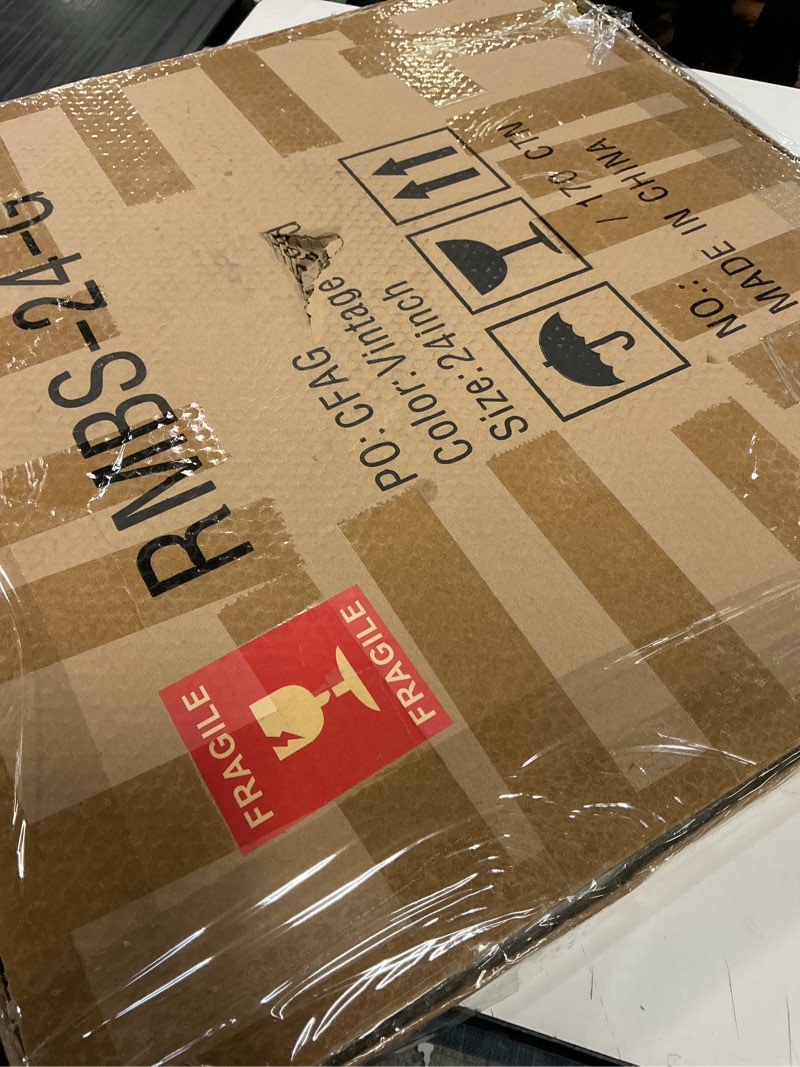 RMBS-24-G
PO: CFAG
Color: Vintage
Size: 24inch
NO.: / 170 CTN
MADE IN CHINA
FRAGILE
FRAGILE